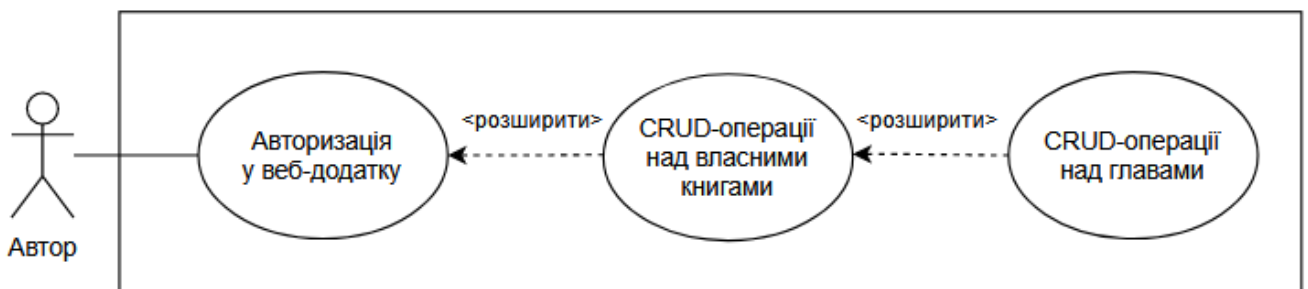 Автор
Авторизація
у веб-додатку
<розширити>
CRUD-операції
над власними
книгами
<розширити>
CRUD-операції
над главами